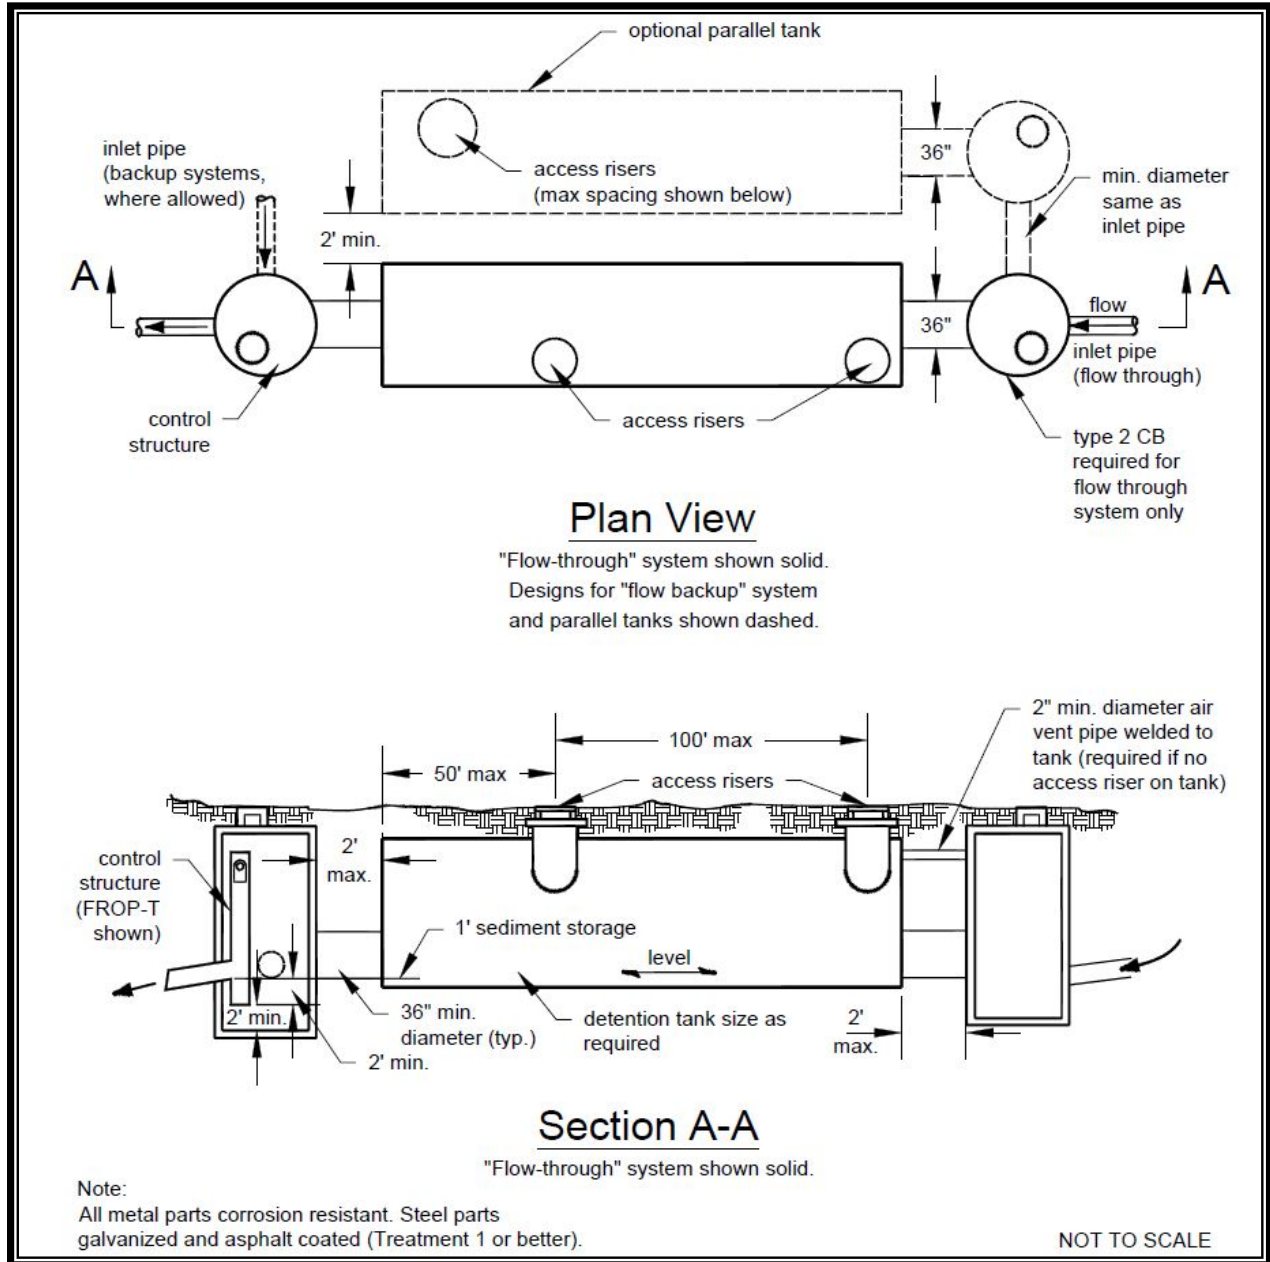 optional parallel tank
inlet pipe
(backup systems,
where allowed)
access risers
(max spacing shown below)
36"
min. diameter
same as
inlet pipe
2' min.
A
A
flow
36"
inlet pipe
(flow through)
control
structure
access risers
type 2 CB
required for
flow through
system only
Plan View
"Flow-through" system shown solid.
Designs for "flow backup" system
and parallel tanks shown dashed.
2" min. diameter air
vent pipe welded to
tank (required if no
access riser on tank)
100' max
50' max
access risers
control
structure
(FROP-T
shown)
2'
max.
1' sediment storage
level
2' min.
36" min.
diameter (typ.)
2' min.
detention tank size as
required
2'
max.
Section A-A
"Flow-through" system shown solid.
Note:
All metal parts corrosion resistant. Steel parts
galvanized and asphalt coated (Treatment 1 or better).
NOT TO SCALE